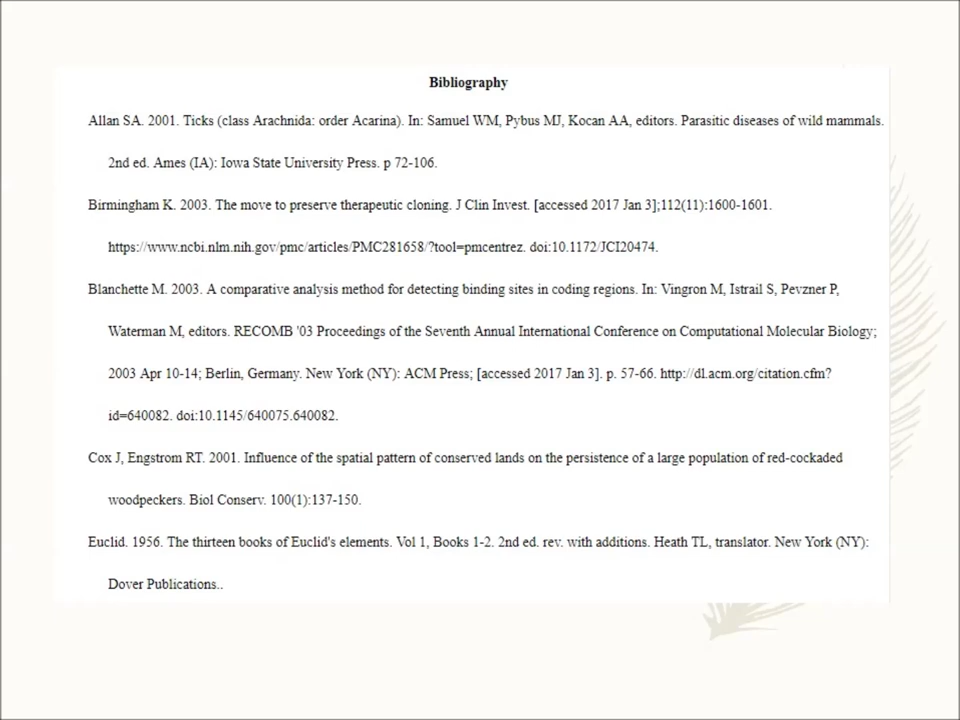 Bibliography
Allan SA. 2001. Ticks (class Arachnida: order Acarina). In: Samuel WM, Pybus MJ, Kocan AA, editors. Parasitic diseases of wild mammals.
2nd ed. Ames (IA): Iowa State University Press. p 72-106.
Birmingham K. 2003. The move to preserve therapeutic cloning. J Clin Invest. [accessed 2017 Jan 3];112(11):1600-1601.
https://www.ncbi.nlm.nih.gov/pmc/articles/PMC281658/?tool=pmcentrez. doi:10.1172/JCI20474.
Blanchette M. 2003. A comparative analysis method for detecting binding sites in coding regions. In: Vingron M, Istrail S, Pevzner P,
Waterman M, editors. RECOMB '03 Proceedings of the Seventh Annual International Conference on Computational Molecular Biology;
2003 Apr 10-14; Berlin, Germany. New York (NY): ACM Press; [accessed 2017 Jan 3]. p. 57-66. http://dl.acm.org/citation.cfm?
id=640082. doi:10.1145/640075.640082.
Cox J, Engstrom RT. 2001. Influence of the spatial pattern of conserved lands on the persistence of a large population of red-cockaded
woodpeckers. Biol Conserv. 100(1):137-150.
Euclid. 1956. The thirteen books of Euclid's elements. Vol 1, Books 1-2. 2nd ed. rev. with additions. Heath TL, translator. New York (NY):
Dover Publications..